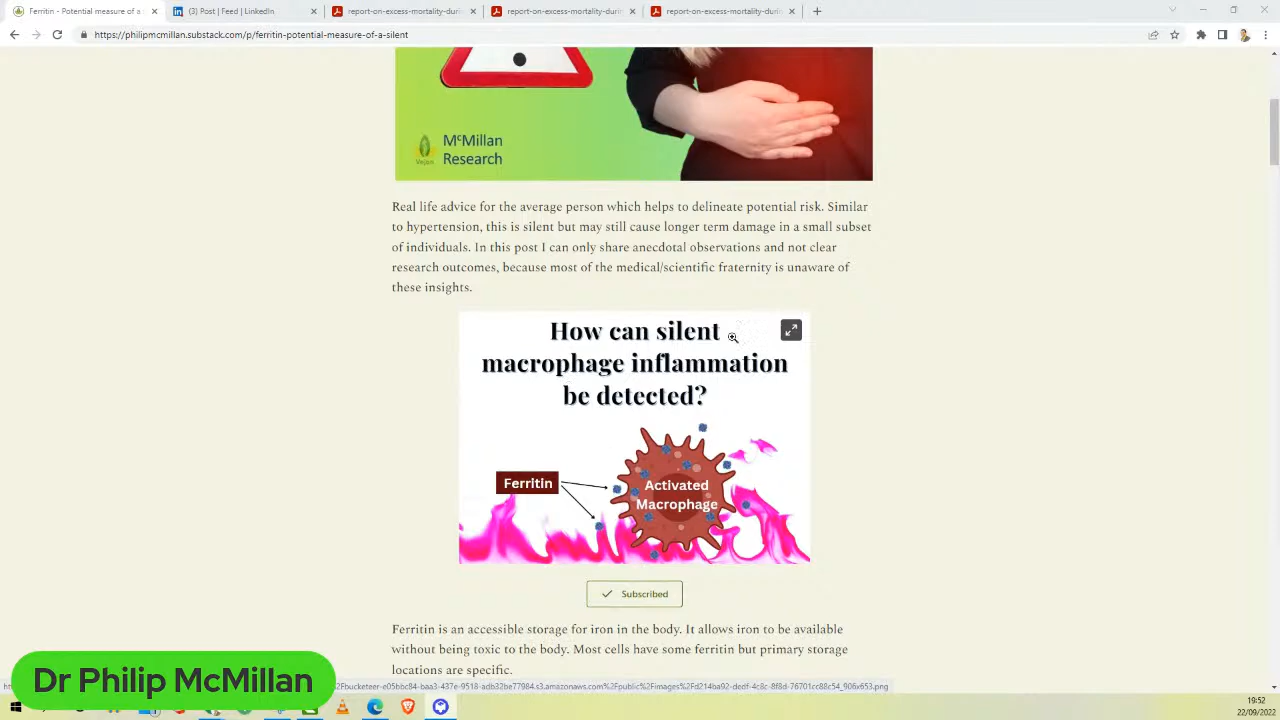 Ferritin - Potential measure of a
(3) Post | Feed | LinkedIn
report-on-excess-mortality-duri
report-on-excess-mortality-durin
report-on-excess-mortality-durin
https://philipmcmillan.substack.com/p/ferritin-potential-measure-of-a-silent
Vejan
McMillan
Research
Real life advice for the average person which helps to delineate potential risk. Similar
to hypertension, this is silent but may still cause longer term damage in a small subset
of individuals. In this post I can only share anecdotal observations and not clear
research outcomes, because most of the medical/scientific fraternity is unaware of
these insights.
How can silent
macrophage inflammation
be detected?
Ferritin
Activated
Macrophage
Subscribed
Ferritin is an accessible storage for iron in the body. It allows iron to be available
without being toxic to the body. Most cells have some ferritin but primary storage
locations are specific.
Dr Philip McMillan
19:52
22/09/2022